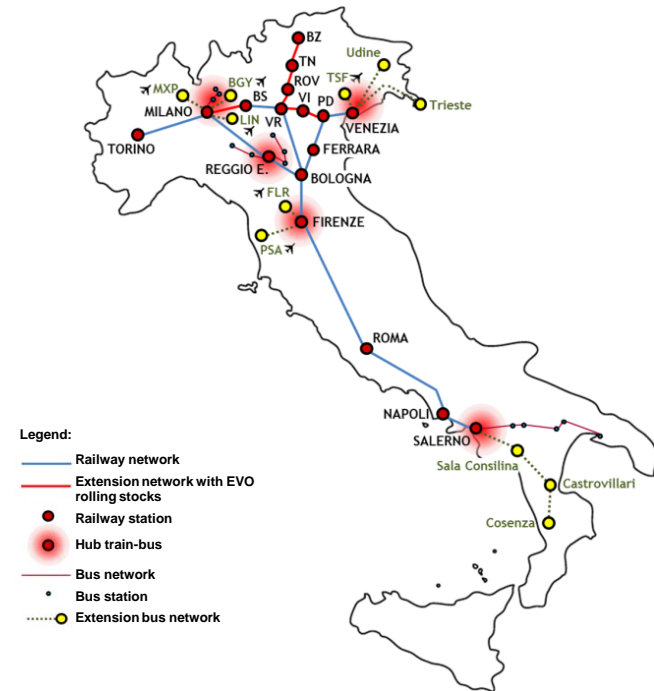 BZ
Udine
TN
TSF
ROV
MXP
BGY
BS
VI
PD
Trieste
MILANO
LIN
VR
VENEZIA
TORINO
FERRARA
REGGIO E.
BOLOGNA
FLR
FIRENZE
PSA
ROMA
NAPOLI
SALERNO
Sala Consilina
Castrovillari
Cosenza
Legend:
Railway network
Extension network with EVO
rolling stocks
Railway station
Hub train-bus
Bus network
Bus station
Extension bus network